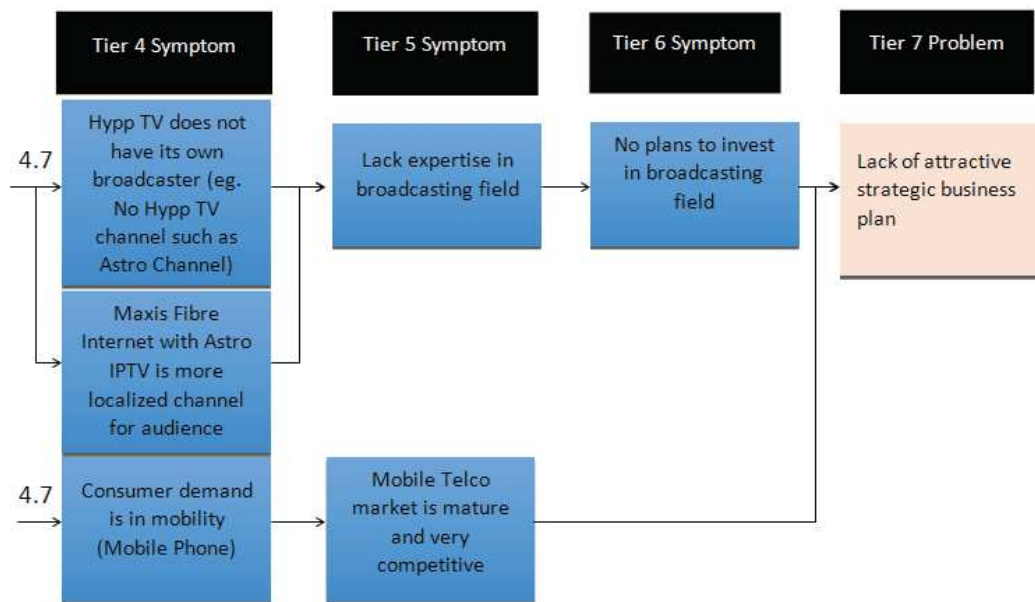 Tier 4 Symptom
Tier 5 Symptom
Tier 6 Symptom
Tier 7 Problem
4.7
Hypp TV does not
have its own
broadcaster (eg.
No Hypp TV
channel such as
Astro Channel)
Lack expertise in
broadcasting field
No plans to invest
in broadcasting
field
Lack of attractive
strategic business
plan
Maxis Fibre
Internet with Astro
IPTV is more
localized channel
for audience
4.7
Consumer demand
is in mobility
(Mobile Phone)
Mobile Telco
market is mature
and very
competitive